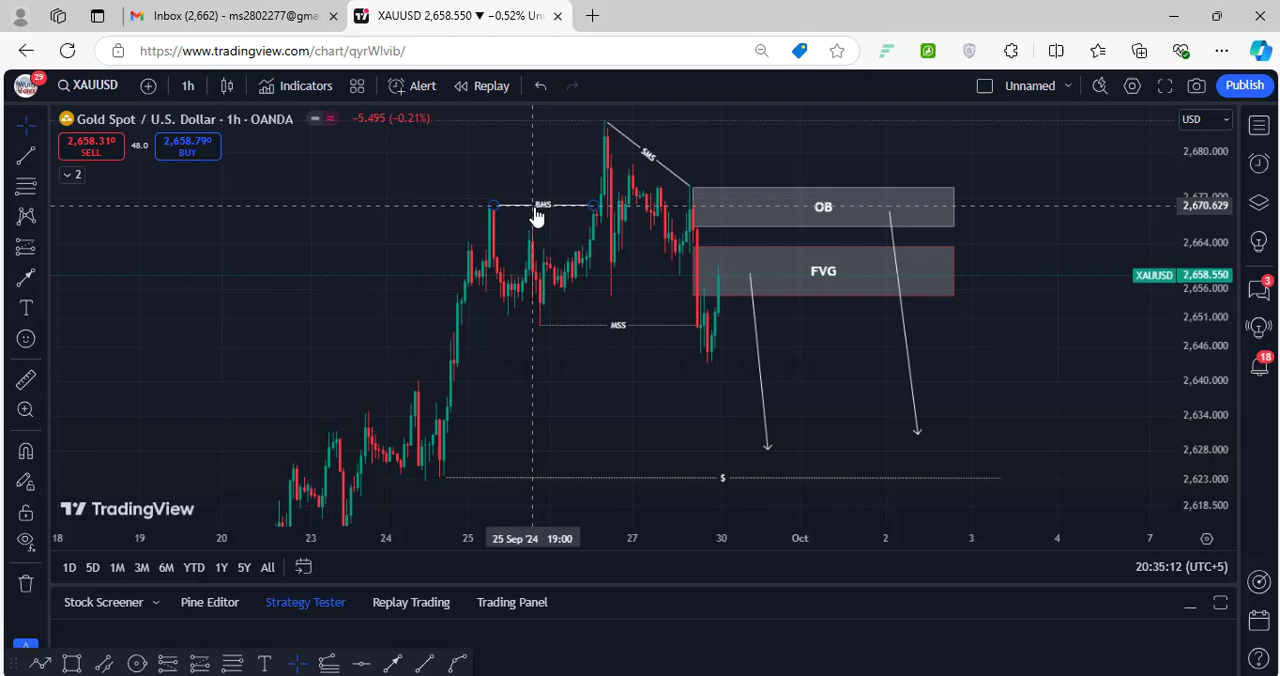 Inbox (2,662) - ms2802277@gma
XAUUSD 2,658.550 ▼ −0.52% Un
https://www.tradingview.com/chart/qyrWlvib/
29
XAUUSD
1h
Indicators
Alert
Replay
Unnamed
Publish
Gold Spot / U.S. Dollar · 1h · OANDA
−5.495 (−0.21%)
USD
2,658.310
SELL
48.0
2,658.790
BUY
2
SMS
BMS
OB
FVG
MSS
$
2,680.000
2,672.000
2,670.629
2,664.000
XAUUSD
2,658.550
2,656.000
2,651.000
2,646.000
2,640.000
2,634.000
2,628.000
2,623.000
2,618.500
3
18
TradingView
18
19
20
23
24
25
25 Sep '24 19:00
27
30
Oct
2
3
4
7
1D
5D
1M
3M
6M
YTD
1Y
5Y
All
20:35:12 (UTC+5)
Stock Screener
Pine Editor
Strategy Tester
Replay Trading
Trading Panel